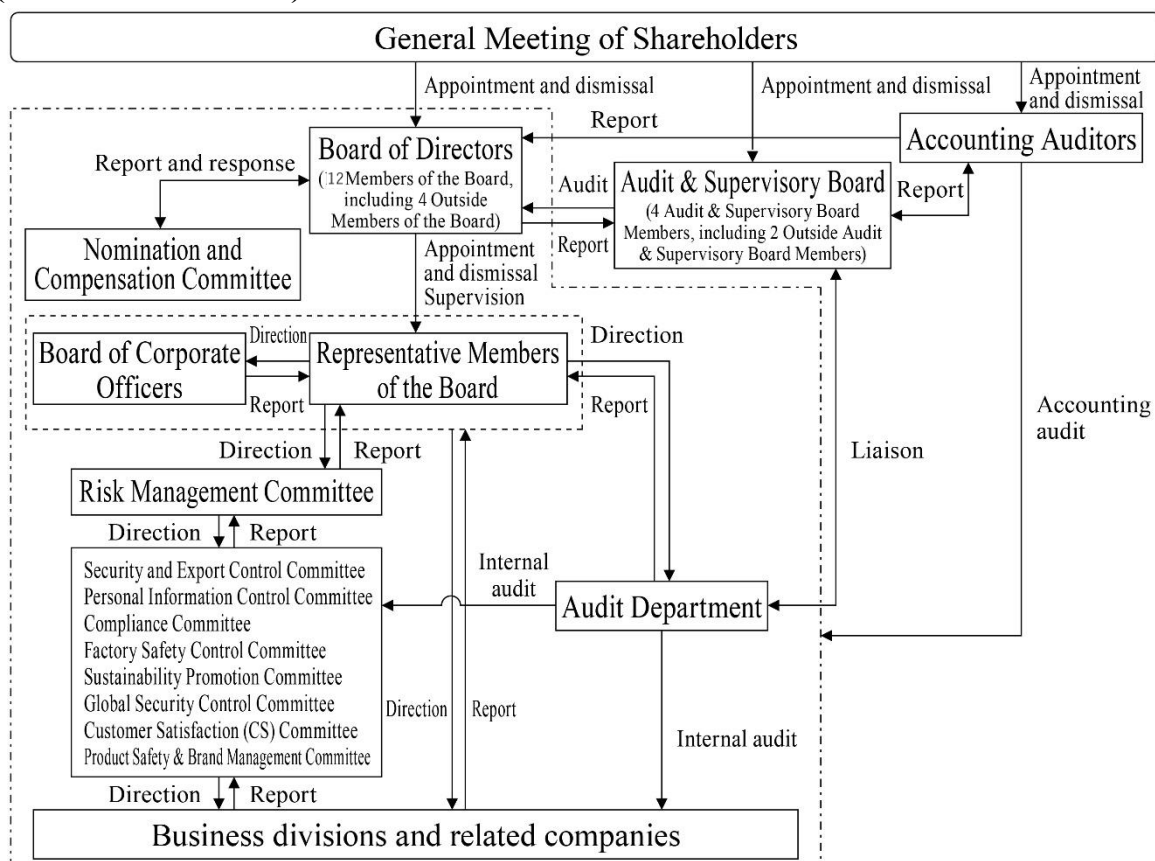 General Meeting of Shareholders
Appointment and dismissal
Appointment and dismissal
Appointment
and dismissal
Report
Accounting Auditors
Board of Directors
(12Members of the Board,
including 4 Outside
Members of the Board)
Report and response
Audit
Report
Audit & Supervisory Board
(4 Audit & Supervisory Board
Members, including 2 Outside Audit
& Supervisory Board Members)
Report
Nomination and
Compensation Committee
Appointment
and dismissal
Supervision
Board of Corporate
Officers
Direction
Report
Representative Members
of the Board
Direction
Report
Accounting
audit
Liaison
Direction
Report
Risk Management Committee
Direction
Report
Security and Export Control Committee
Personal Information Control Committee
Compliance Committee
Factory Safety Control Committee
Sustainability Promotion Committee
Global Security Control Committee
Customer Satisfaction (CS) Committee
Product Safety & Brand Management Committee
Internal
audit
Audit Department
Direction
Report
Internal audit
Direction
Report
Business divisions and related companies